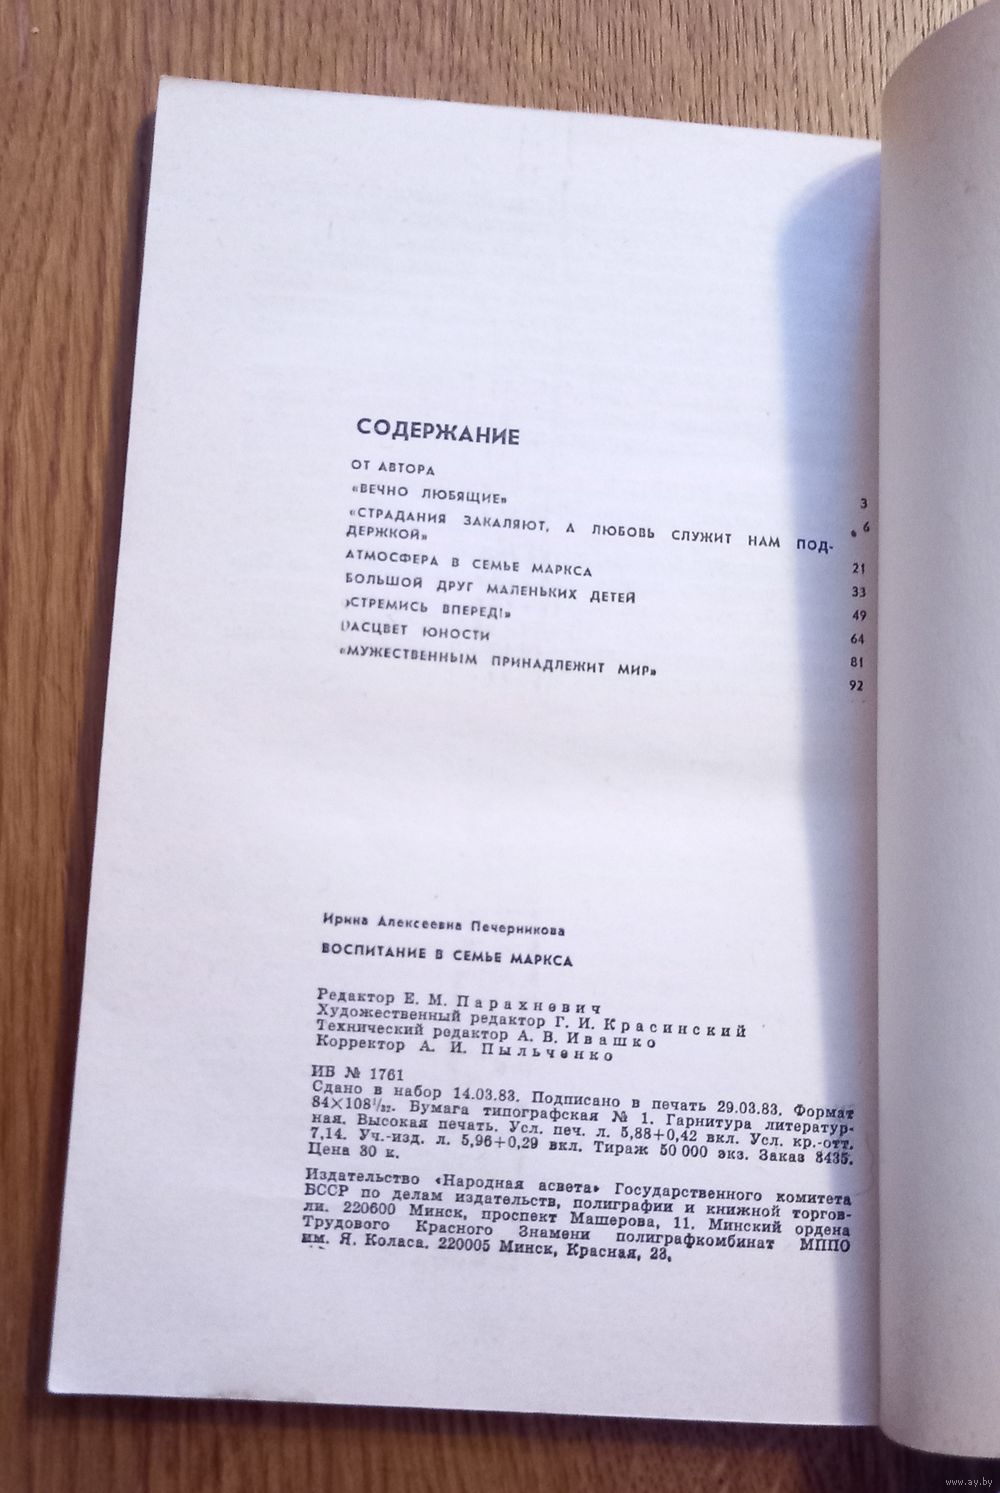 СОДЕРЖАНИЕ
ОТ АВТОРА
3
«ВЕЧНО ЛЮБЯЩИЕ»
6
«СТРАДАНИЯ ЗАКАЛЯЮТ, А ЛЮБОВЬ СЛУЖИТ НАМ ПОД-
ДЕРЖКОЙ»
21
АТМОСФЕРА В СЕМЬЕ МАРКСА
33
БОЛЬШОЙ ДРУГ МАЛЕНЬКИХ ДЕТЕЙ
49
«СТРЕМИСЬ ВПЕРЕД!»
64
РАСЦВЕТ ЮНОСТИ
81
«МУЖЕСТВЕННЫМ ПРИНАДЛЕЖИТ МИР»
92
Ирина Алексеевна Печерникова
ВОСПИТАНИЕ В СЕМЬЕ МАРКСА
Редактор Е. М. Парахневич
Художественный редактор Г. И. Красинский
Технический редактор А. В. Ивашко
Корректор А. И. Пыльченко
ИБ № 1761
Сдано в набор 14.03.83. Подписано в печать 29.03.83. Формат
84×108¹/₃₂. Бумага типографская № 1. Гарнитура литератур-
ная. Высокая печать. Усл. печ. л. 5,88+0,42 вкл. Усл. кр.-отт.
7,14. Уч.-изд. л. 5,96+0,29 вкл. Тираж 50 000 экз. Заказ 8435.
Цена 30 к.
Издательство «Народная асвета» Государственного комитета
БССР по делам издательств, полиграфии и книжной торгов-
ли. 220600 Минск, проспект Машерова, 11. Минский ордена
Трудового Красного Знамени полиграфкомбинат МППО
им. Я. Коласа. 220005 Минск, Красная, 23.
www.ay.by